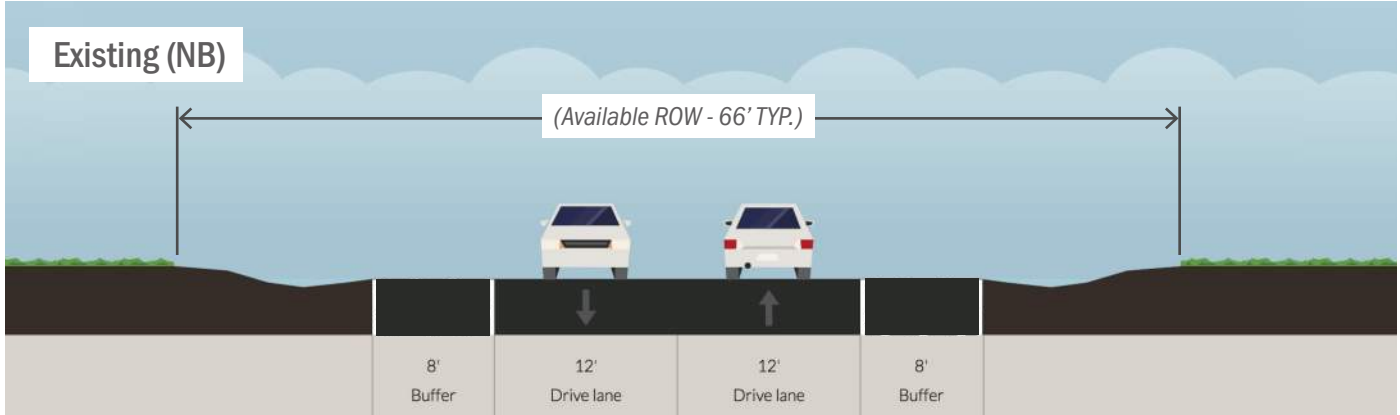 Existing (NB)
(Available ROW - 66’ TYP.)
8' 12' 12' 8'
Buffer Drive lane Drive lane Buffer